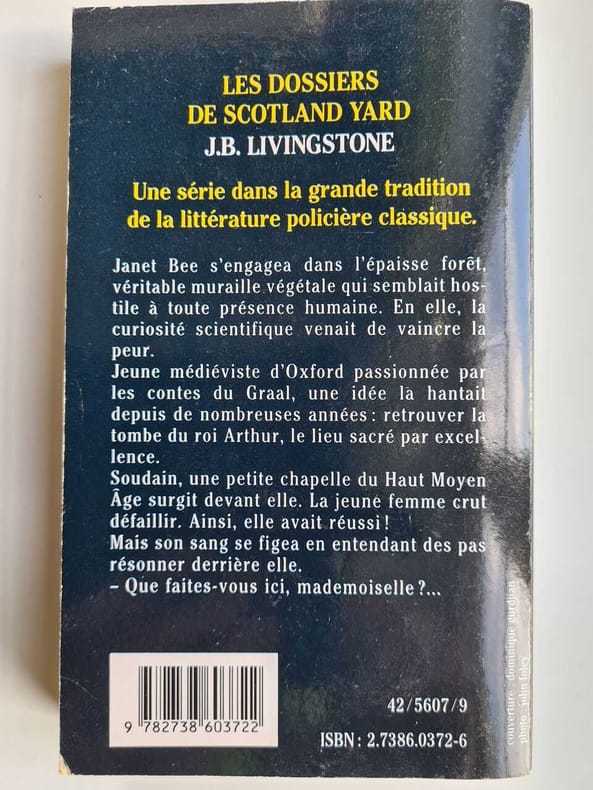 LES DOSSIERS
DE SCOTLAND YARD
J.B. LIVINGSTONE
Une série dans la grande tradition
de la littérature policière classique.
Janet Bee s'engagea dans l'épaisse forêt,
véritable muraille végétale qui semblait hos-
tile à toute présence humaine. En elle, la
curiosité scientifique venait de vaincre la
peur.
Jeune médiéviste d'Oxford passionnée par
les contes du Graal, une idée la hantait
depuis de nombreuses années : retrouver la
tombe du roi Arthur, le lieu sacré par excel-
lence.
Soudain, une petite chapelle du Haut Moyen
Âge surgit devant elle. La jeune femme crut
défaillir. Ainsi, elle avait réussi !
Mais son sang se figea en entendant des pas
résonner derrière elle.
– Que faites-vous ici, mademoiselle ?...
9 782738 603722
42/5607/9
ISBN : 2.7386.0372-6
couverture : dominique gurdjian
photo : john foley